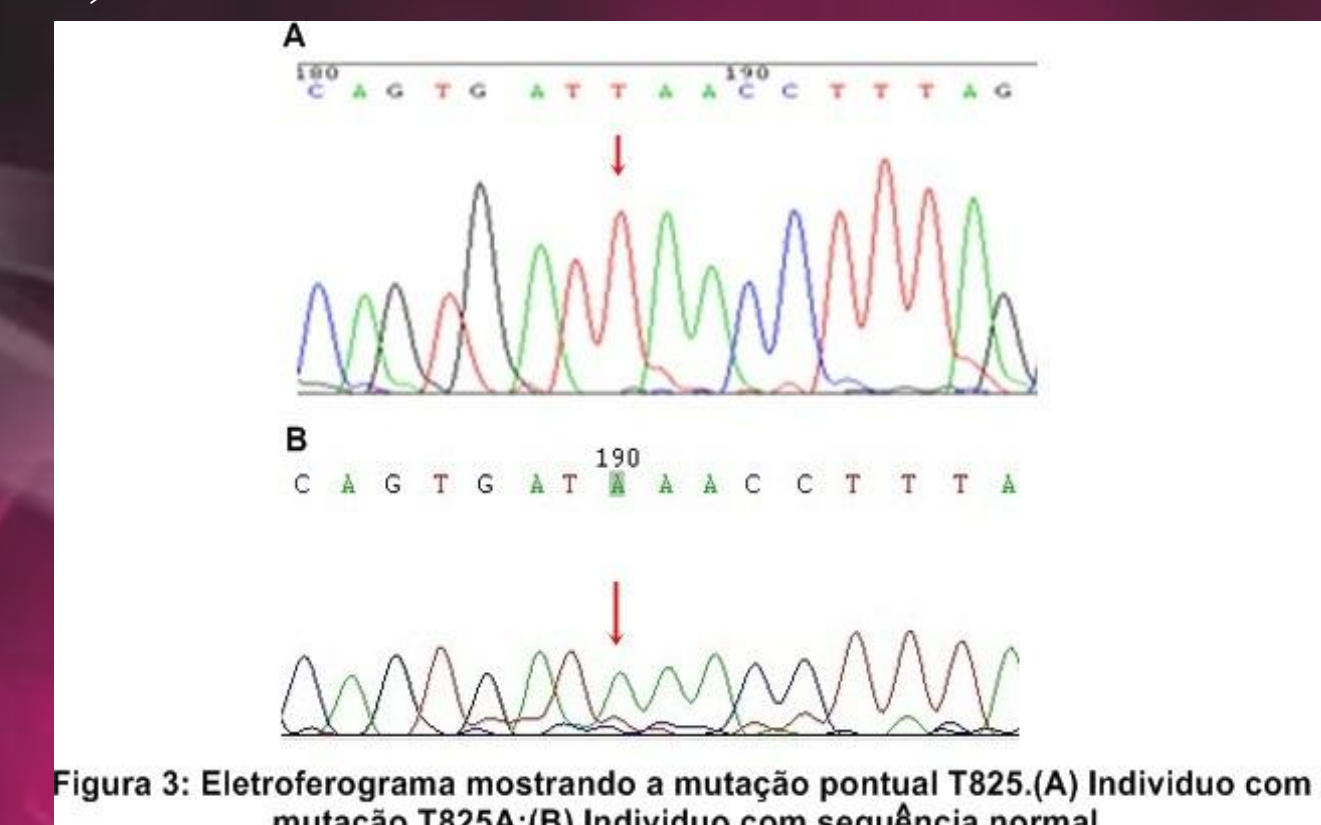 A
180 190
C A G T G A T T A A C C T T T A G
B
190
C A G T G A T A A A C C T T T A
Figura 3: Eletroferograma mostrando a mutação pontual T825.(A) Individuo com
mutação T825A;(B) Individuo com sequência normal